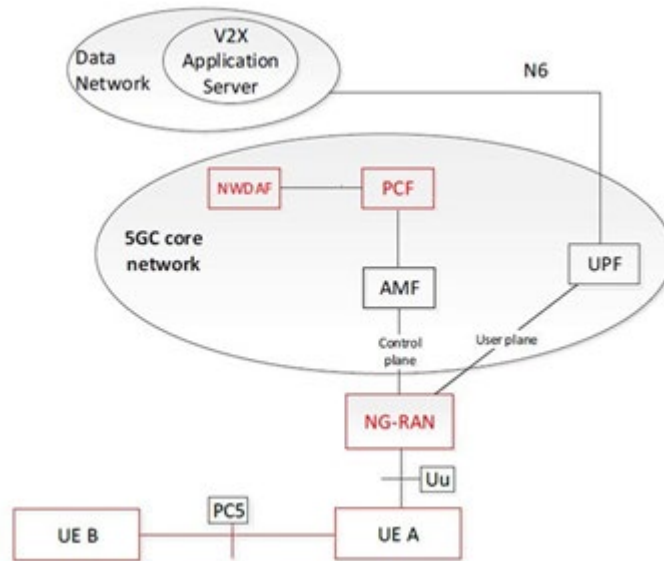 V2X
Application
Server
Data
Network
N6
NWDAF
PCF
5GC core
network
AMF
UPF
Control
plane
User plane
NG-RAN
Uu
PC5
UE B
UE A